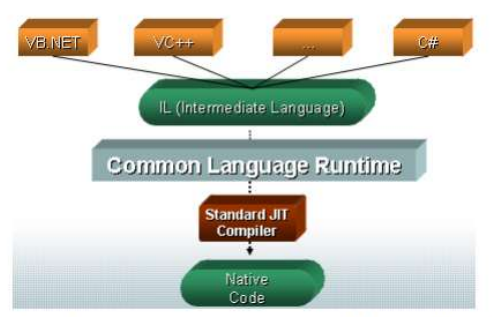 VB.NET
VC++
...
C#
IL (Intermediate Language)
Common Language Runtime
Standard JIT
Compiler
Native
Code